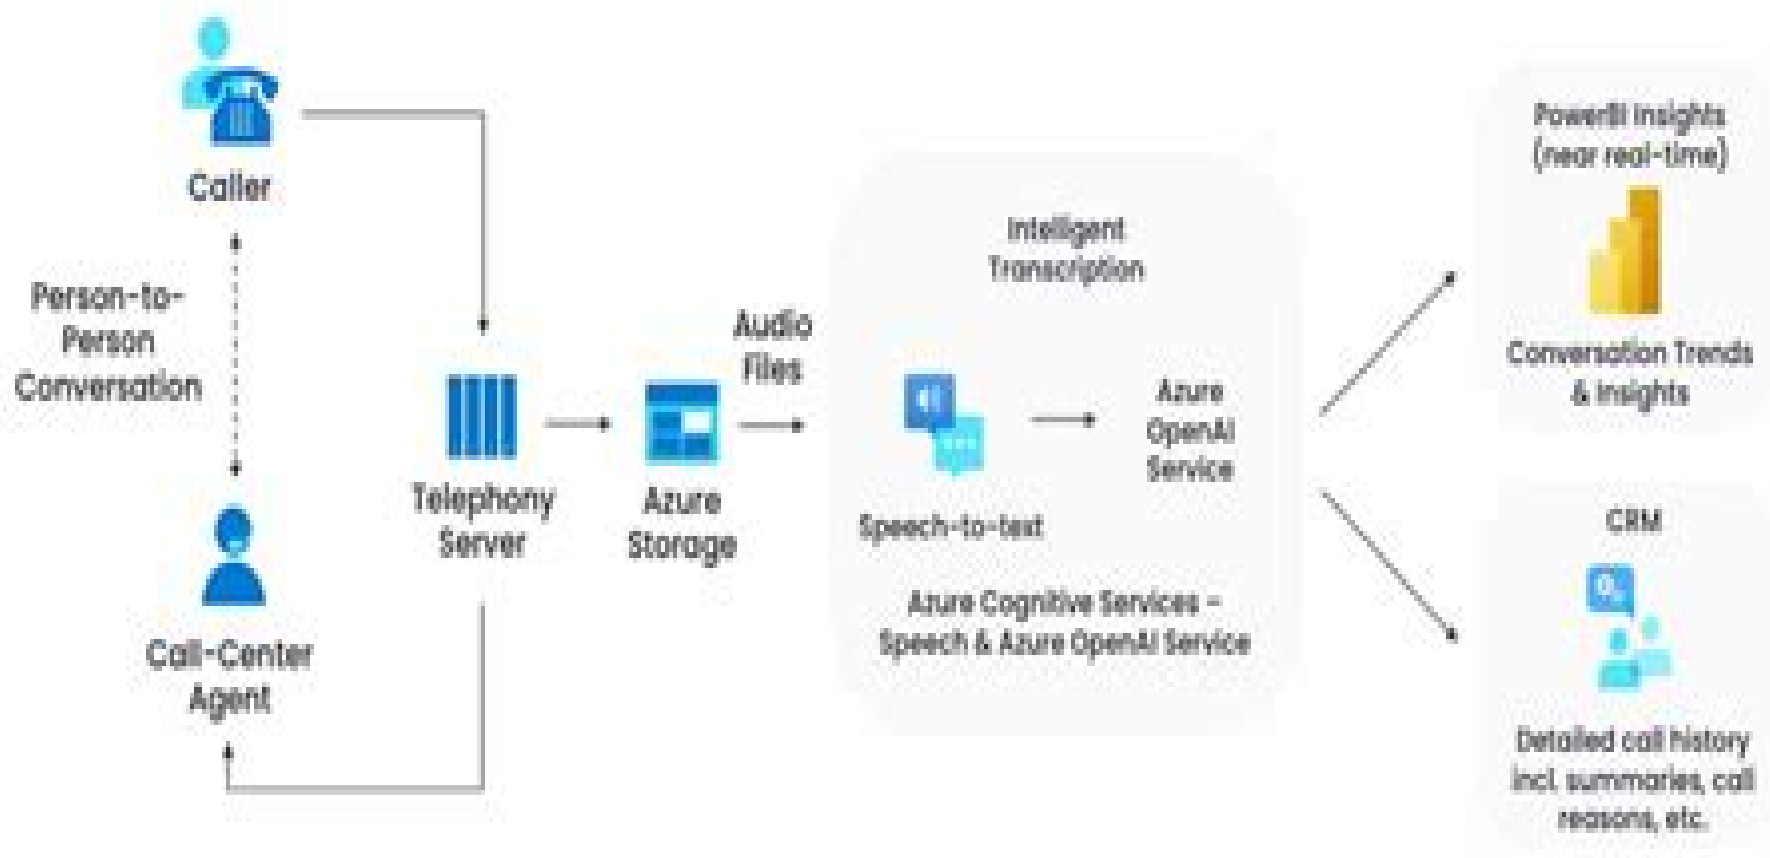 Caller
Person-to-
Person
Conversation
Call-Center
Agent
Telephony
Server
Azure
Storage
Audio
Files
Intelligent
Transcription
Speech-to-text
Azure
OpenAI
Service
Azure Cognitive Services –
Speech & Azure OpenAI Service
PowerBI Insights
(near real-time)
Conversation Trends
& Insights
CRM
Detailed call history
incl. summaries, call
reasons, etc.